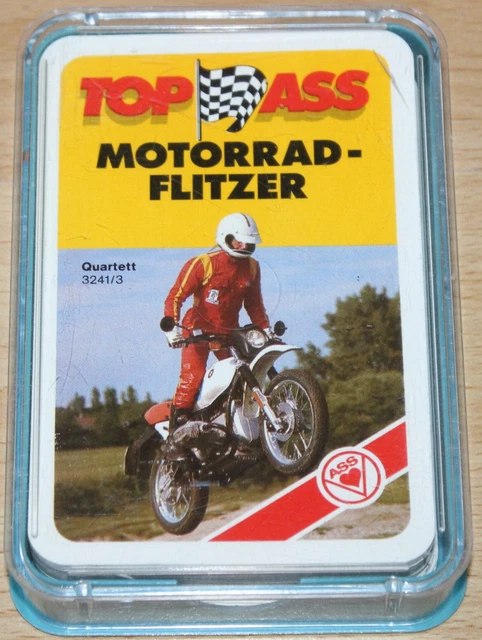 TOP ASS
MOTORRAD-
FLITZER
Quartett
3241/3
ASS